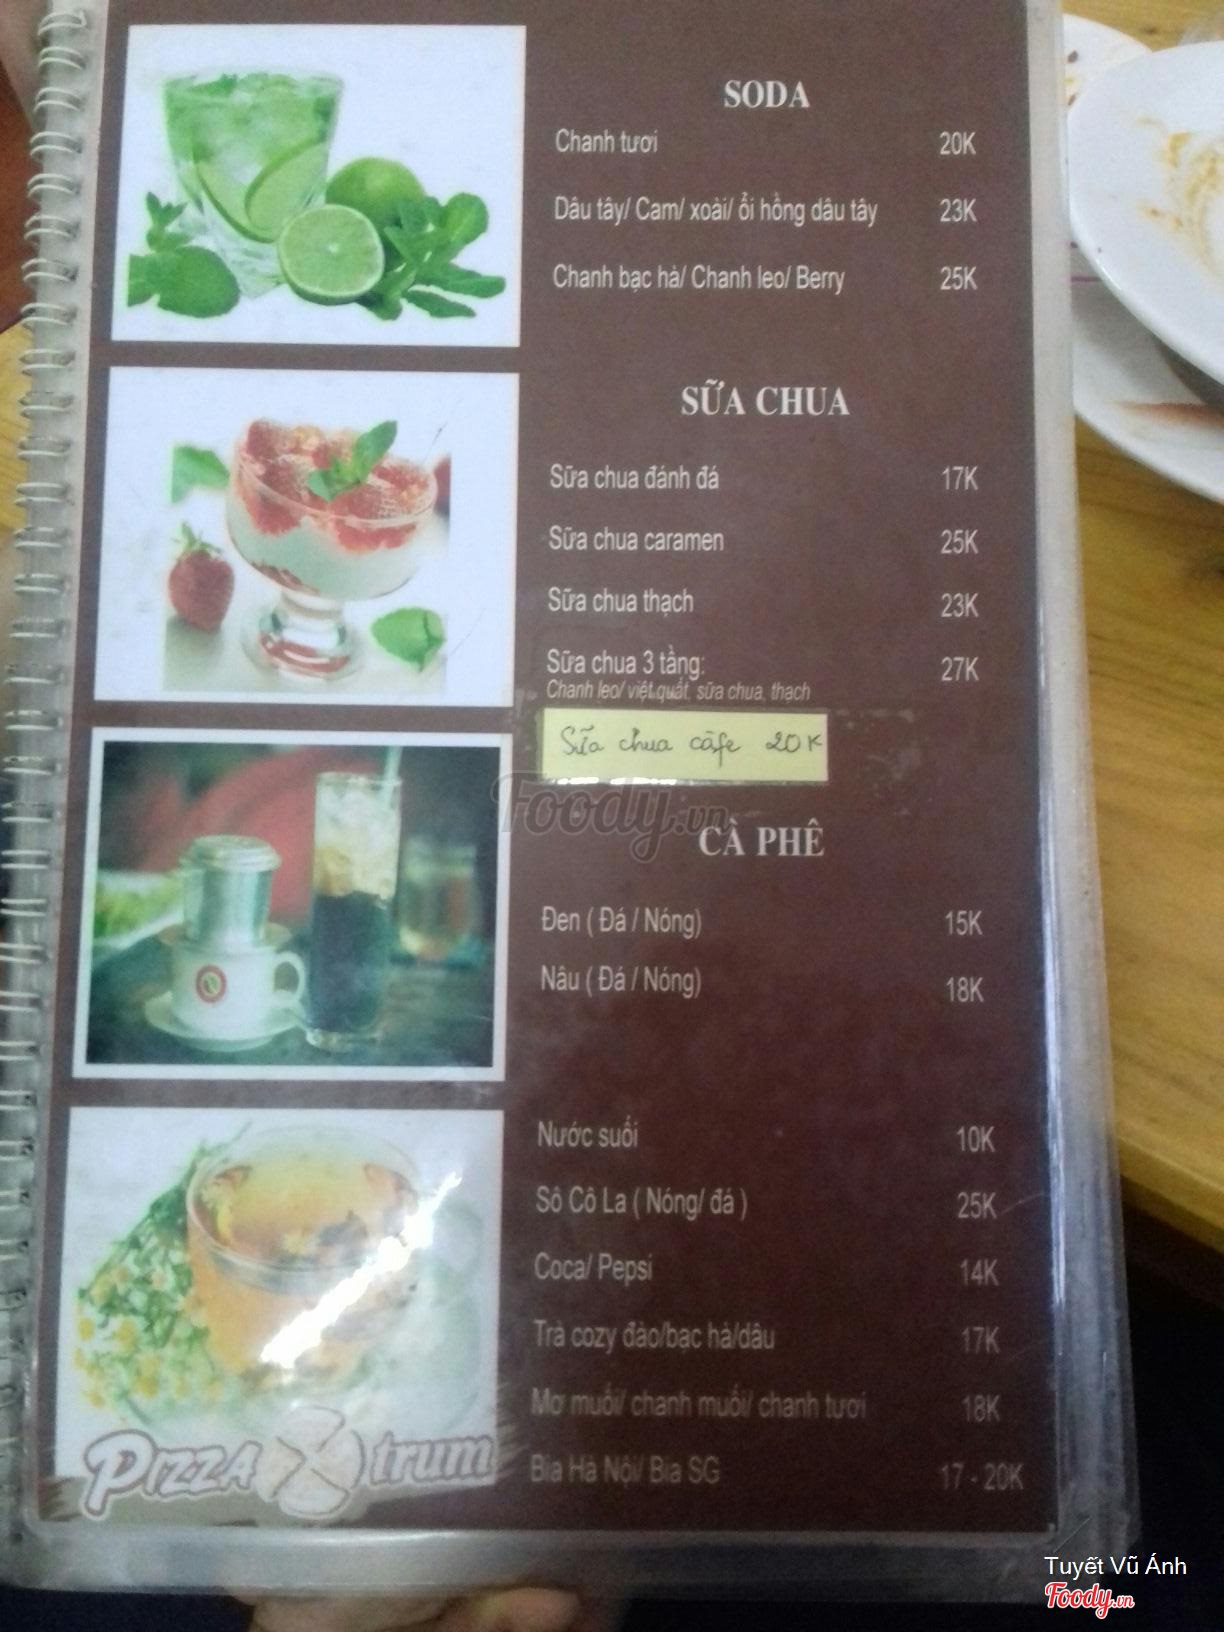 SODA
Chanh tươi 20K
Dâu tây/ Cam/ xoài/ ổi hồng dâu tây 23K
Chanh bạc hà/ Chanh leo/ Berry 25K
SỮA CHUA
Sữa chua đánh đá 17K
Sữa chua caramen 25K
Sữa chua thạch 23K
Sữa chua 3 tầng: 27K
Chanh leo/ việt quất, sữa chua, thạch
Sữa chua cafe 20K
Foody.vn
CÀ PHÊ
Đen ( Đá / Nóng) 15K
Nâu ( Đá / Nóng) 18K
Nước suối 10K
Sô Cô La ( Nóng/ đá ) 25K
Coca/ Pepsi 14K
Trà cozy đào/bạc hà/dâu 17K
Mơ muối/ chanh muối/ chanh tươi 18K
Bia Hà Nội/ Bia SG 17 - 20K
PIZZA Xtrum
Tuyết Vũ Ánh
Foody.vn